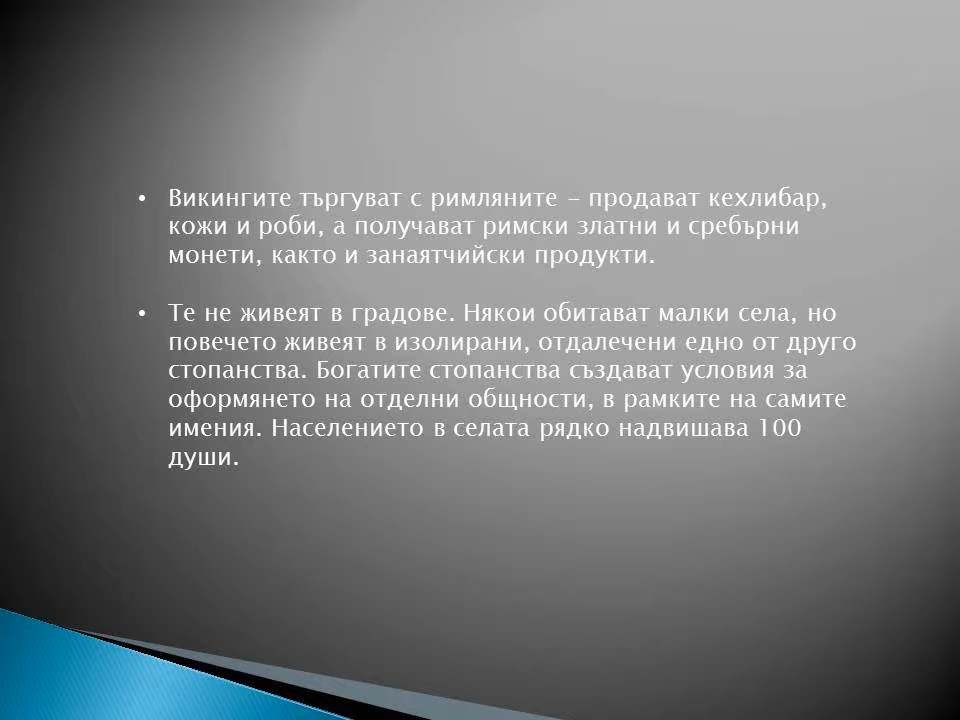 • Викингите търгуват с римляните – продават кехлибар,
кожи и роби, а получават римски златни и сребърни
монети, както и занаятчийски продукти.
• Те не живеят в градове. Някои обитават малки села, но
повечето живеят в изолирани, отдалечени едно от друго
стопанства. Богатите стопанства създават условия за
оформянето на отделни общности, в рамките на самите
имения. Населението в селата рядко надвишава 100
души.